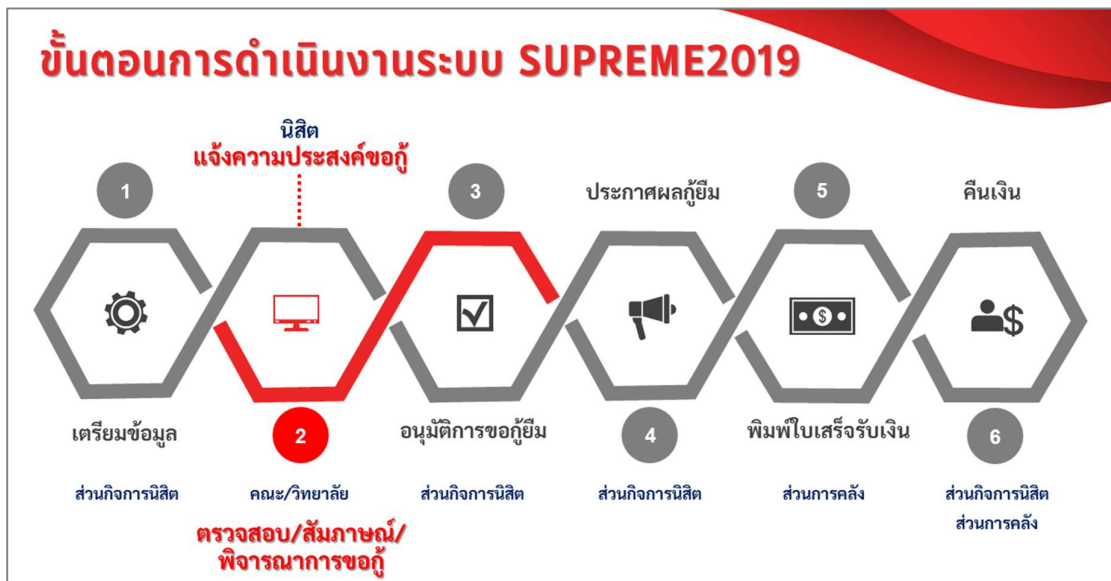 ขั้นตอนการดำเนินงานระบบ SUPREME2019
นิสิต
แจ้งความประสงค์ขอกู้
1
3
ประกาศผลกู้ยืม
5
คืนเงิน
เตรียมข้อมูล
2
อนุมัติการขอกู้ยืม
4
พิมพ์ใบเสร็จรับเงิน
6
ส่วนกิจการนิสิต
คณะ/วิทยาลัย
ส่วนกิจการนิสิต
ส่วนกิจการนิสิต
ส่วนการคลัง
ส่วนกิจการนิสิต
ส่วนการคลัง
ตรวจสอบ/สัมภาษณ์/
พิจารณาการขอกู้